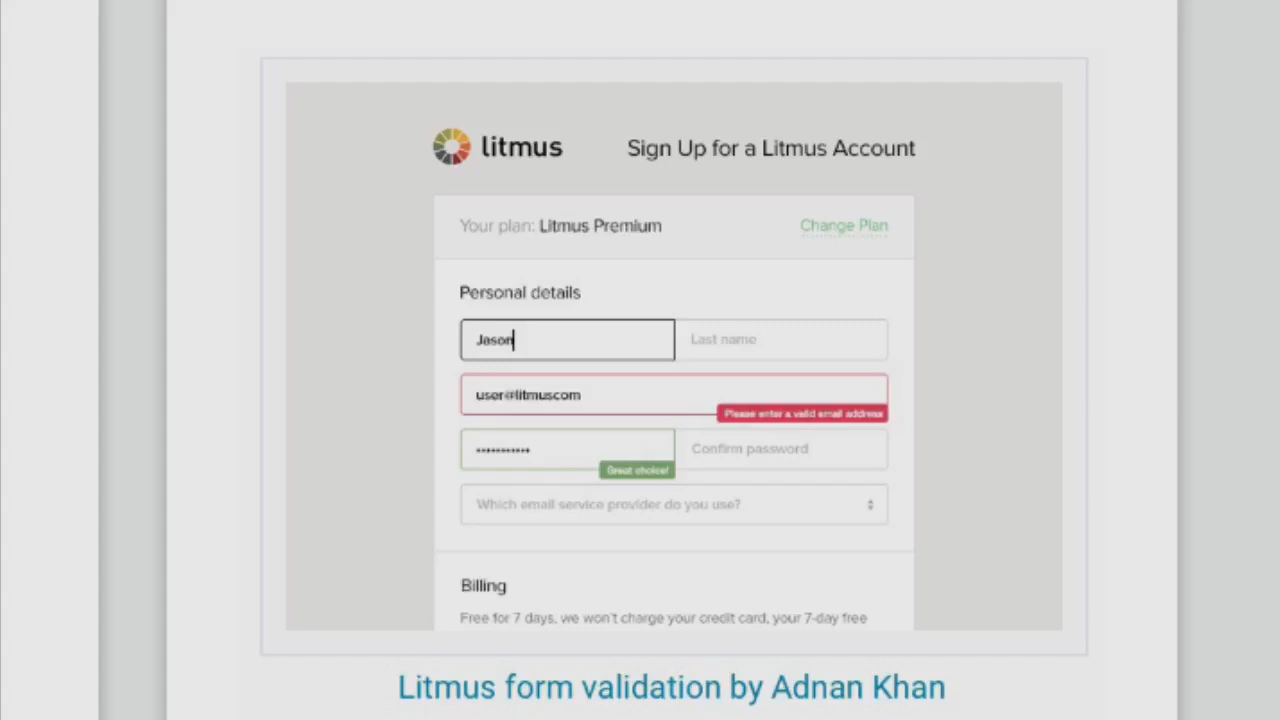 litmus Sign Up for a Litmus Account
Your plan: Litmus Premium Change Plan
Personal details
Jason Last name
user@litmuscom
Please enter a valid email address
••••••••••• Confirm password
Great choice!
Which email service provider do you use?
Billing
Free for 7 days, we won't charge your credit card, your 7-day free
Litmus form validation by Adnan Khan